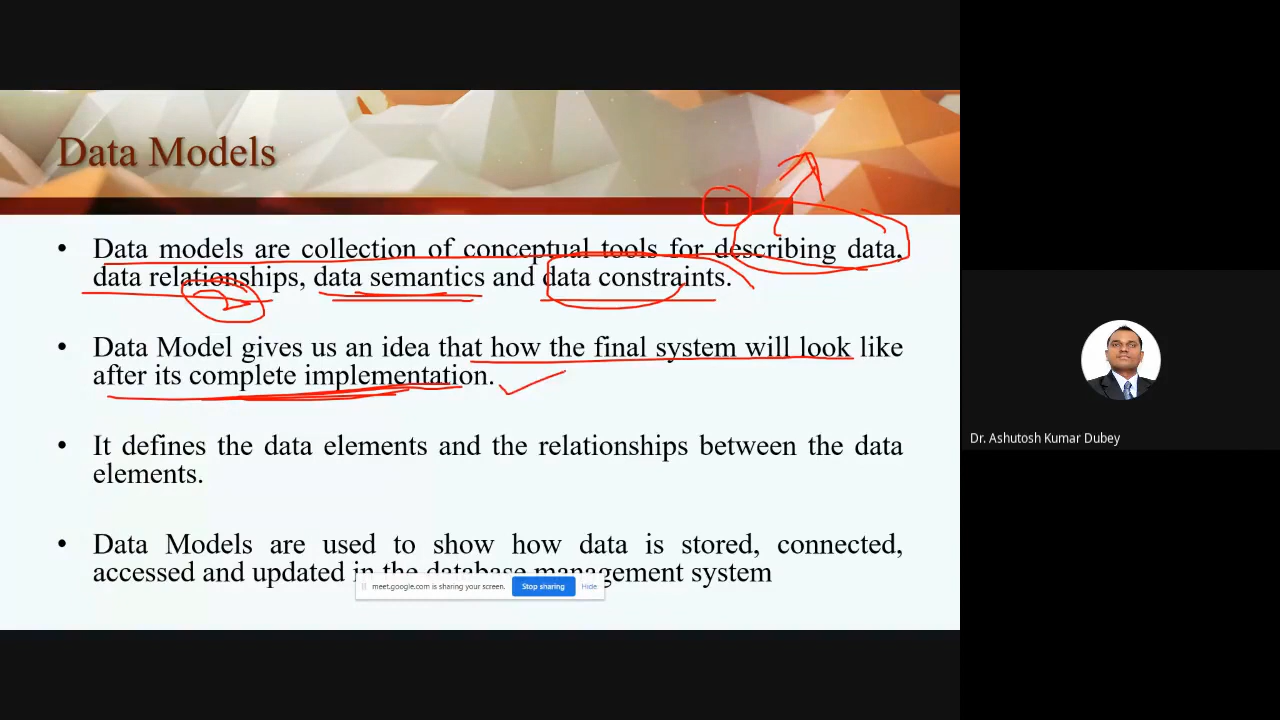 Data Models
• Data models are collection of conceptual tools for describing data,
data relationships, data semantics and data constraints.
• Data Model gives us an idea that how the final system will look like
after its complete implementation.
• It defines the data elements and the relationships between the data
elements.
• Data Models are used to show how data is stored, connected,
accessed and updated in the database management system
meet.google.com is sharing your screen. Stop sharing Hide
Dr. Ashutosh Kumar Dubey